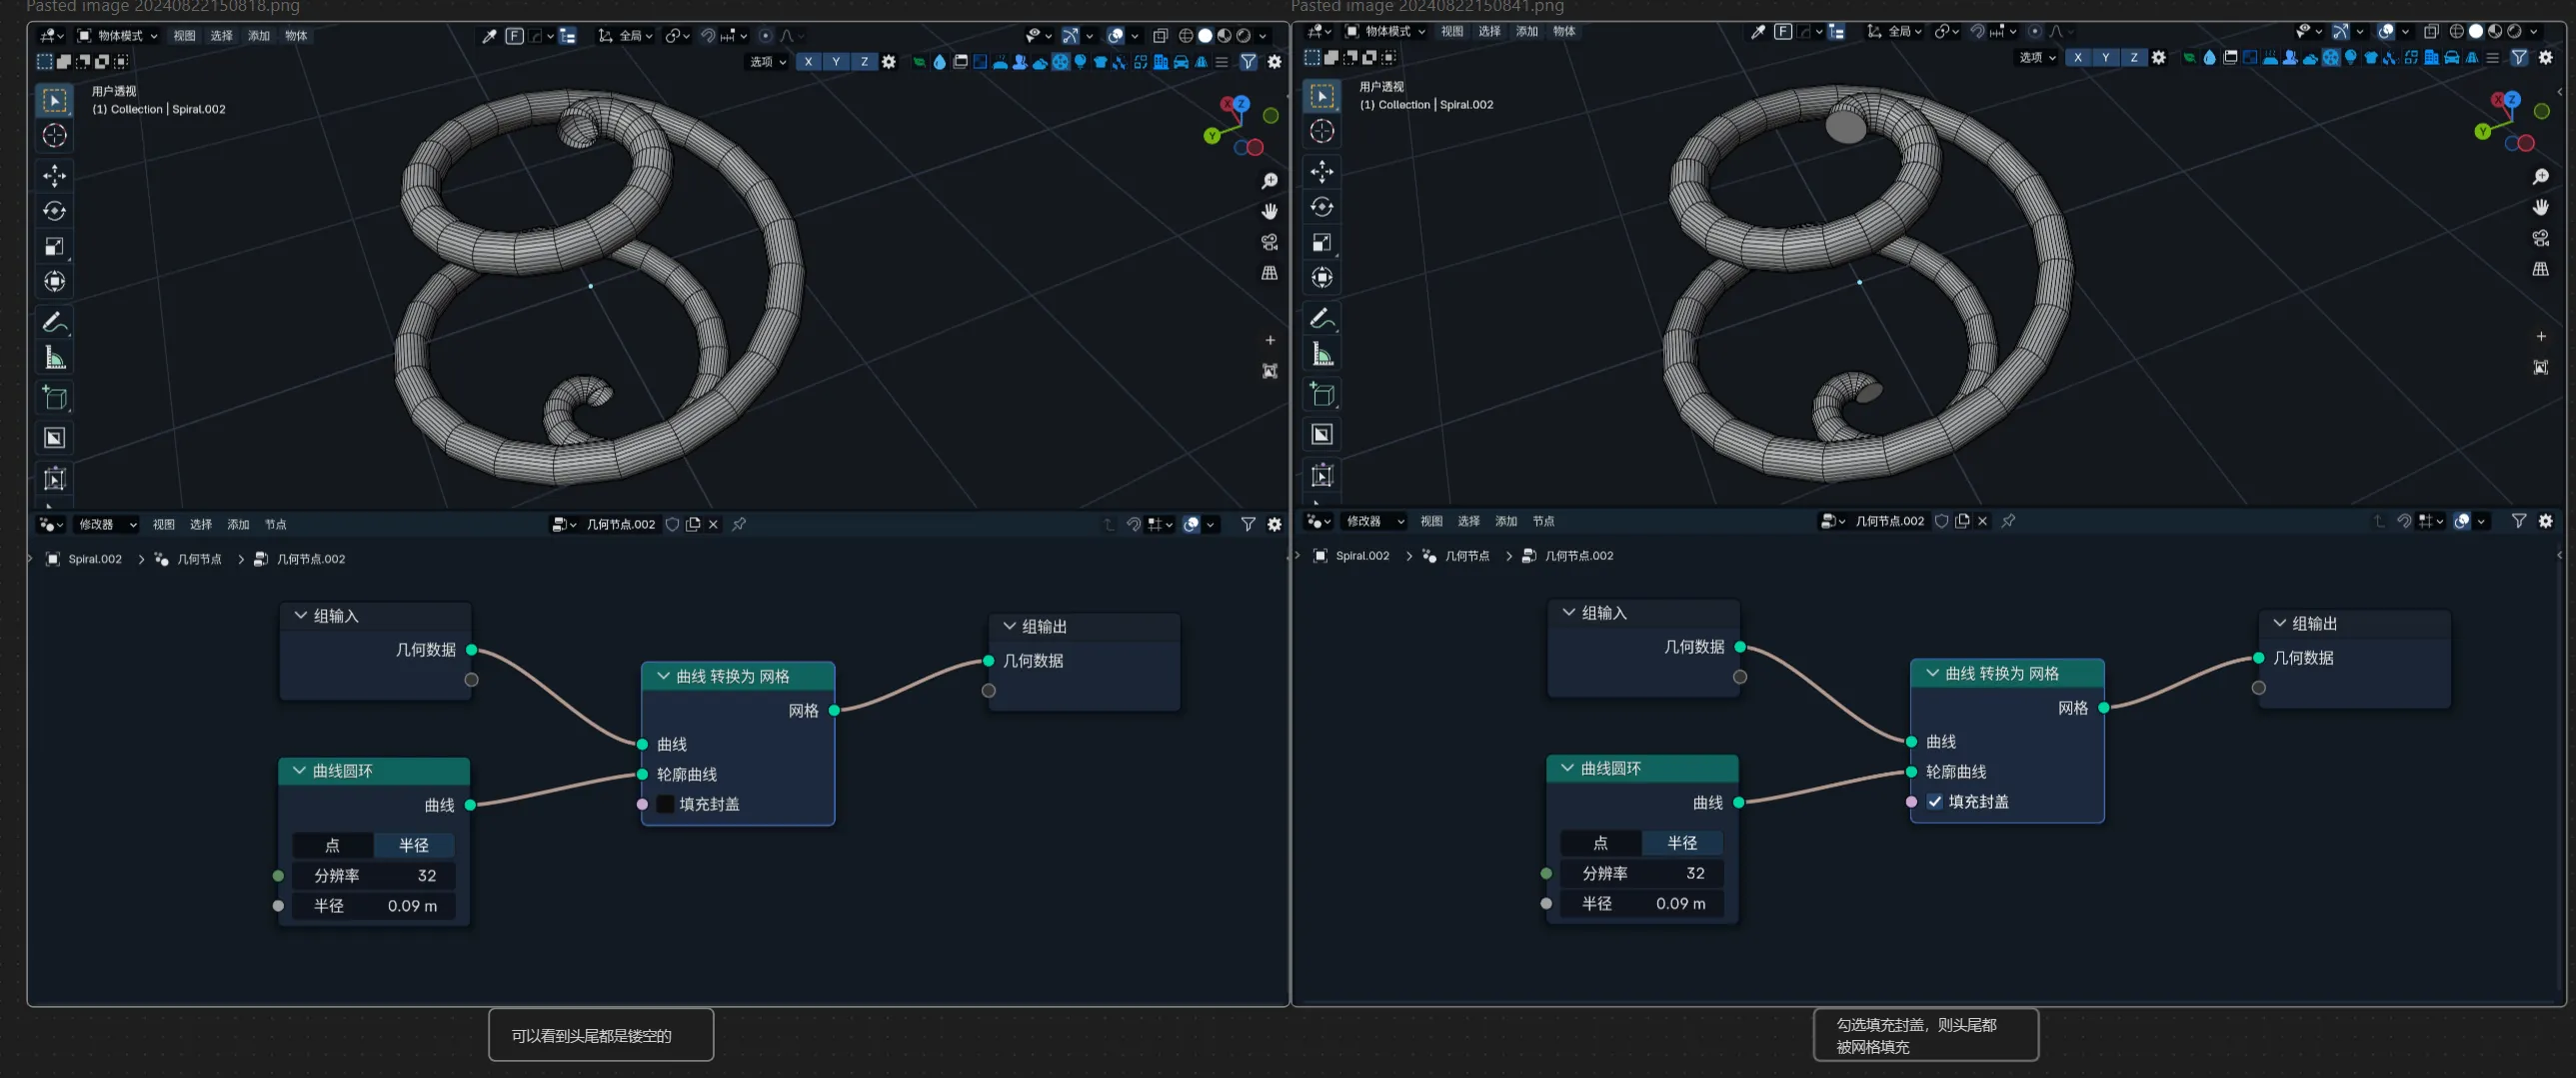 Pasted image 20240822150818.png
物体模式 视图 选择 添加 物体 F 全局
选项 X Y Z
用户透视
(1) Collection | Spiral.002
X Z
Y
修改器 视图 选择 添加 节点 几何节点.002
Spiral.002 几何节点 几何节点.002
组输入
几何数据
曲线圆环
曲线
点 半径
分辨率 32
半径 0.09 m
曲线 转换为 网格
网格
曲线
轮廓曲线
填充封盖
组输出
几何数据
可以看到头尾都是镂空的
Pasted image 20240822150841.png
物体模式 视图 选择 添加 物体 F 全局
选项 X Y Z
用户透视
(1) Collection | Spiral.002
X Z
Y
修改器 视图 选择 添加 节点 几何节点.002
Spiral.002 几何节点 几何节点.002
组输入
几何数据
曲线圆环
曲线
点 半径
分辨率 32
半径 0.09 m
曲线 转换为 网格
网格
曲线
轮廓曲线
填充封盖
组输出
几何数据
勾选填充封盖，则头尾都
被网格填充